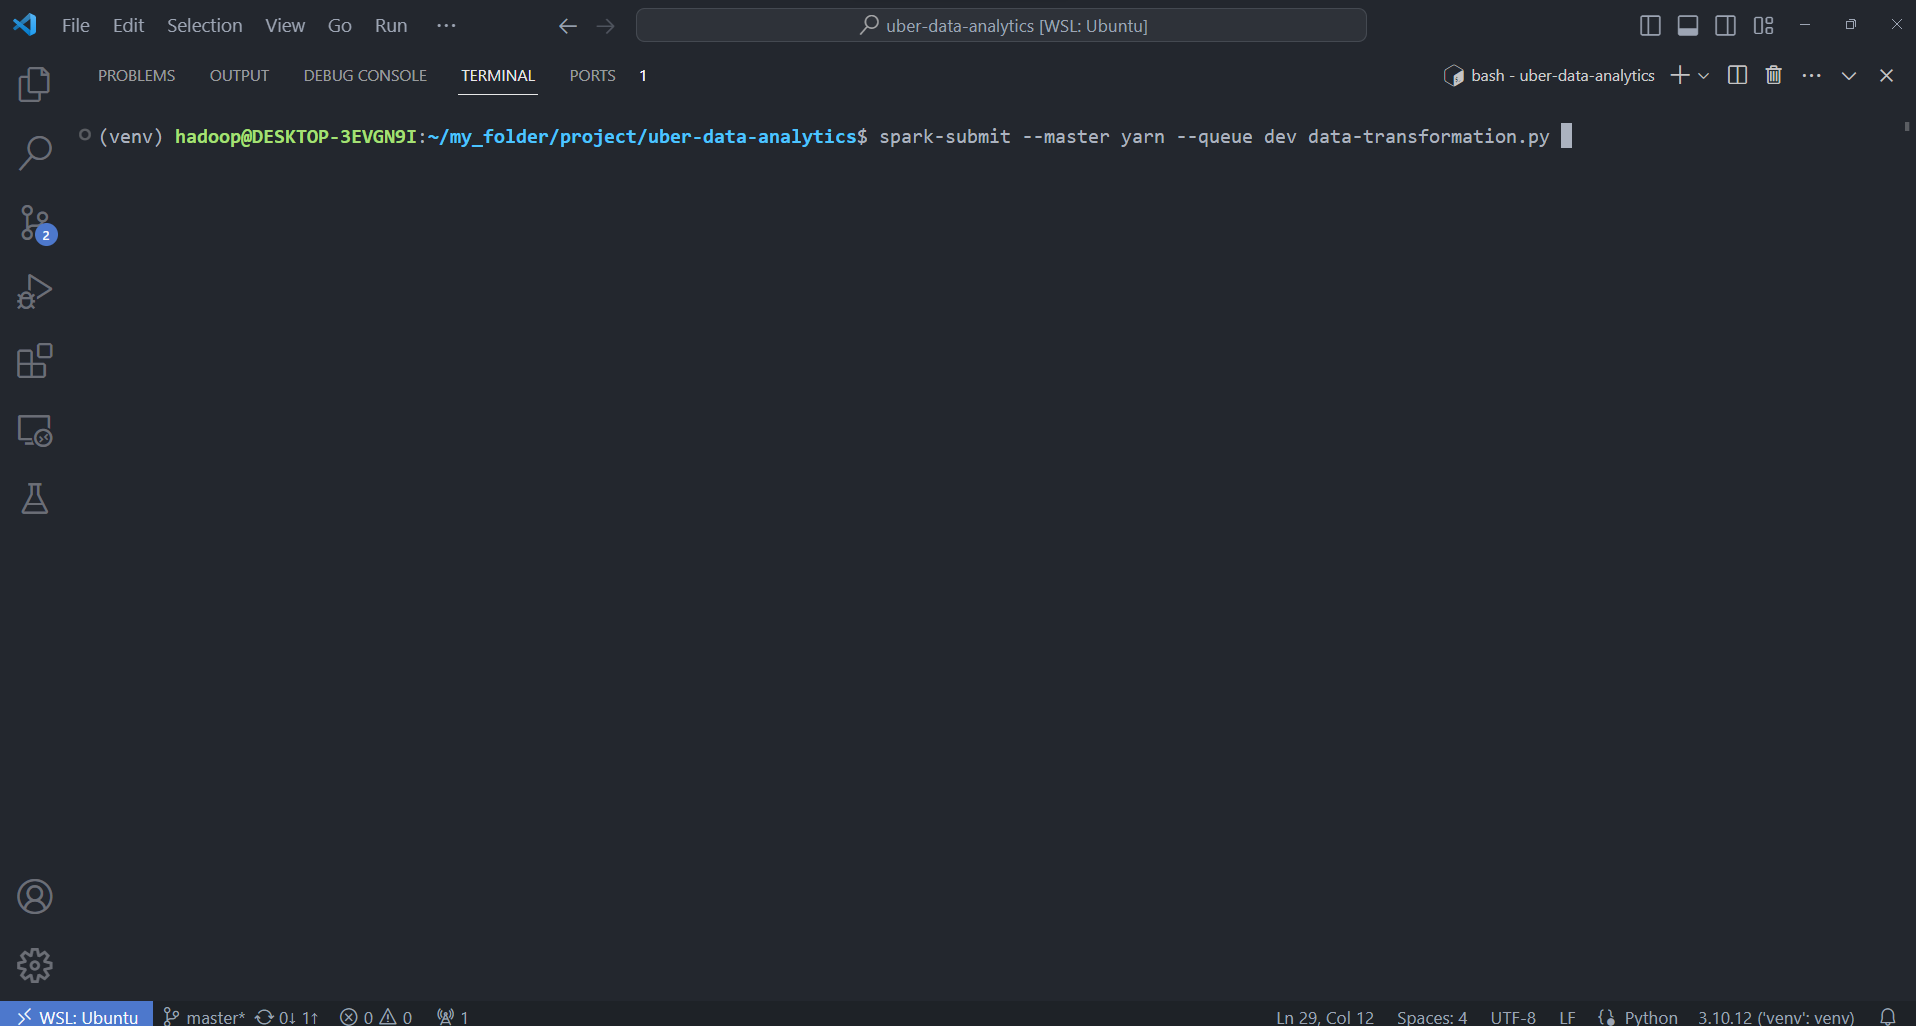 File Edit Selection View Go Run ··· uber-data-analytics [WSL: Ubuntu]
PROBLEMS OUTPUT DEBUG CONSOLE TERMINAL PORTS 1 bash - uber-data-analytics
(venv) hadoop@DESKTOP-3EVGN9I:~/my_folder/project/uber-data-analytics$ spark-submit --master yarn --queue dev data-transformation.py
2
WSL: Ubuntu master* 0↓ 1↑ 0 0 1 Ln 29, Col 12 Spaces: 4 UTF-8 LF Python 3.10.12 ('venv': venv)